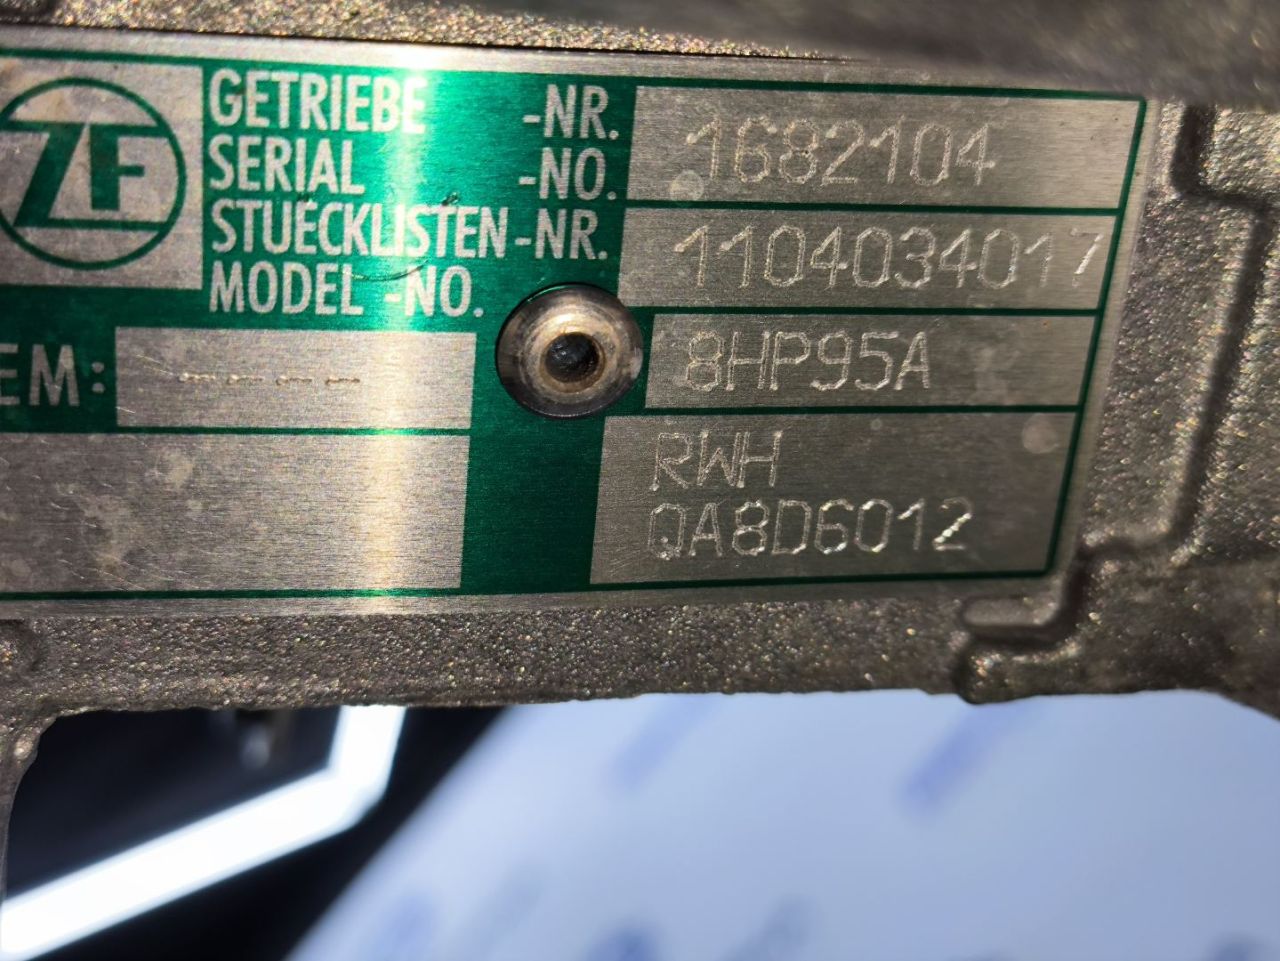 ZF
GETRIEBE -NR. 1682104
SERIAL -NO.
STUECKLISTEN-NR. 1104034017
MODEL -NO.
EM: ---- 8HP95A
RWH
QA8D6012